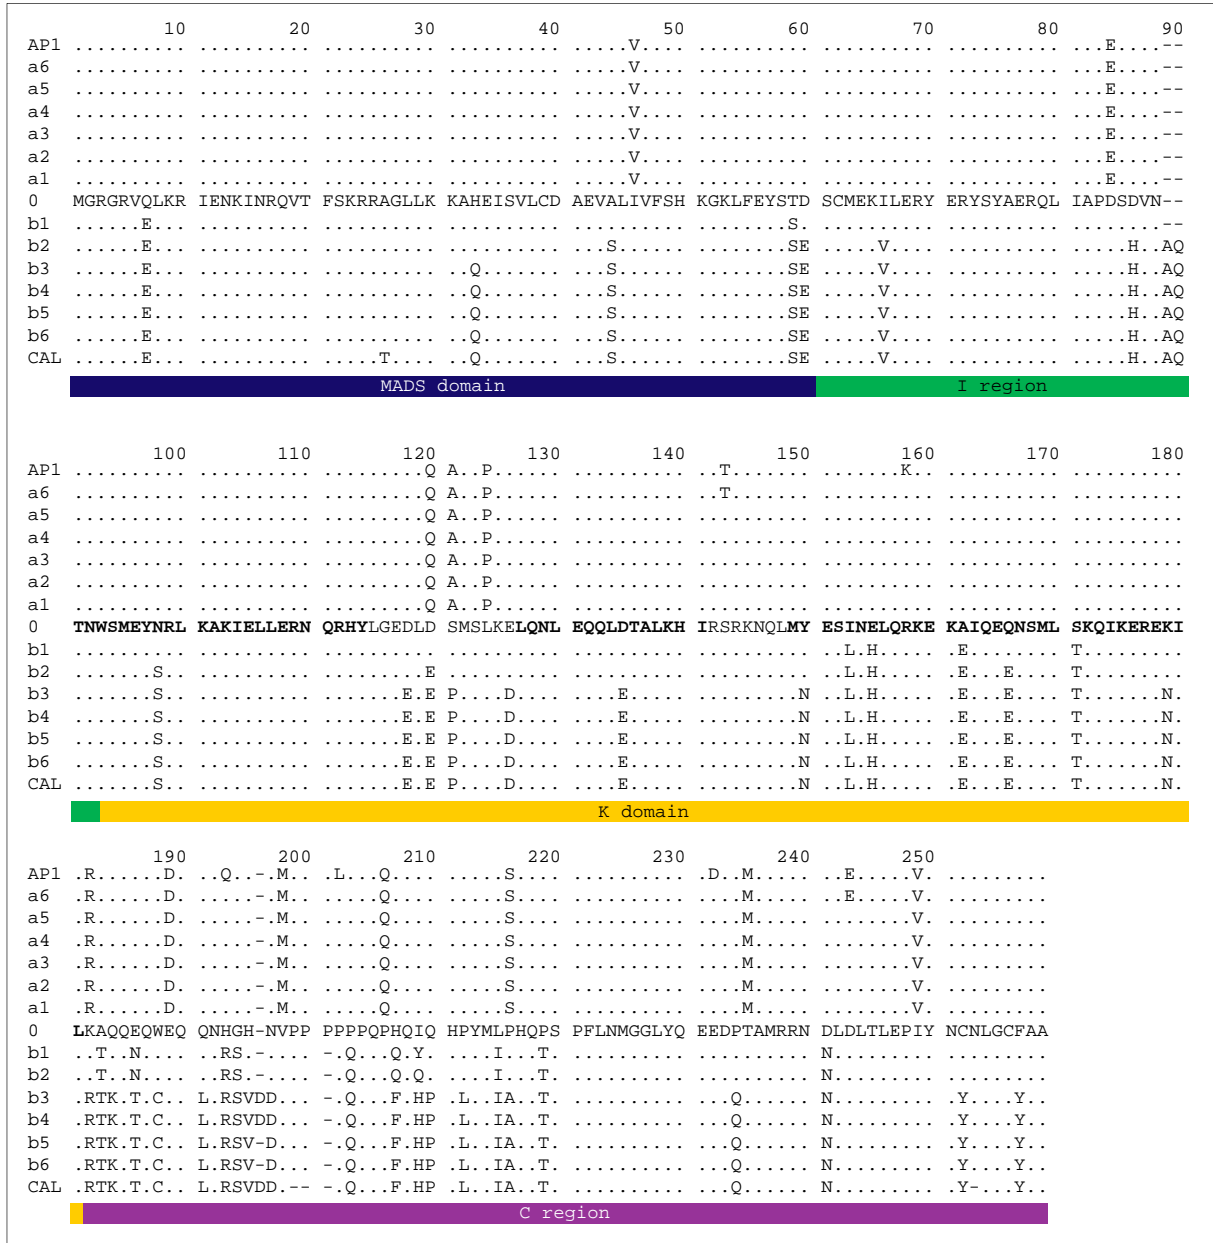 10 20 30 40 50 60 70 80 90
AP1 .......... .......... .......... .......... .....V.... .......... .......... .......... ...E....--
a6 .......... .......... .......... .......... .....V.... .......... .......... .......... ...E....--
a5 .......... .......... .......... .......... .....V.... .......... .......... .......... ...E....--
a4 .......... .......... .......... .......... .....V.... .......... .......... .......... ...E....--
a3 .......... .......... .......... .......... .....V.... .......... .......... .......... ...E....--
a2 .......... .......... .......... .......... .....V.... .......... .......... .......... ...E....--
a1 .......... .......... .......... .......... .....V.... .......... .......... .......... ...E....--
0 MGRGRVQLKR IENKINRQVT FSKRRAGLLK KAHEISVLCD AEVALIVFSH KGKLFEYSTD SCMEKILERY ERYSYAERQL IAPDSDVN--
b1 ......E... .......... .......... .......... .......... ........S. .......... .......... ........--
b2 ......E... .......... .......... .......... ....S..... ........SE .....V.... .......... .....H..AQ
b3 ......E... .......... .......... ..Q....... ....S..... ........SE .....V.... .......... .....H..AQ
b4 ......E... .......... .......... ..Q....... ....S..... ........SE .....V.... .......... .....H..AQ
b5 ......E... .......... .......... ..Q....... ....S..... ........SE .....V.... .......... .....H..AQ
b6 ......E... .......... .......... ..Q....... ....S..... ........SE .....V.... .......... .....H..AQ
CAL ......E... .......... .....T.... ..Q....... ....S..... ........SE .....V.... .......... .....H..AQ
MADS domain I region
100 110 120 130 140 150 160 170 180
AP1 .......... .......... .........Q A..P...... .......... ..T....... .......K.. .......... ..........
a6 .......... .......... .........Q A..P...... .......... ..T....... .......... .......... ..........
a5 .......... .......... .........Q A..P...... .......... .......... .......... .......... ..........
a4 .......... .......... .........Q A..P...... .......... .......... .......... .......... ..........
a3 .......... .......... .........Q A..P...... .......... .......... .......... .......... ..........
a2 .......... .......... .........Q A..P...... .......... .......... .......... .......... ..........
a1 .......... .......... .........Q A..P...... .......... .......... .......... .......... ..........
0 TNWSMEYNRL KAKIELLERN QRHYLGEDLD SMSLKELQNL EQQLDTALKH IRSRKNQLMY ESINELQRKE KAIQEQNSML SKQIKEREKI
b1 .......... .......... .......... .......... .......... .......... ..L.H..... .E........ T.........
b2 .......S.. .......... .........E .......... .......... .......... ..L.H..... .E...E.... T.........
b3 .......S.. .......... .......E.E P....D.... ....E..... .........N ..L.H..... .E...E.... T.......N.
b4 .......S.. .......... .......E.E P....D.... ....E..... .........N ..L.H..... .E...E.... T.......N.
b5 .......S.. .......... .......E.E P....D.... ....E..... .........N ..L.H..... .E...E.... T.......N.
b6 .......S.. .......... .......E.E P....D.... ....E..... .........N ..L.H..... .E...E.... T.......N.
CAL .......S.. .......... .......E.E P....D.... ....E..... .........N ..L.H..... .E...E.... T.......N.
K domain
190 200 210 220 230 240 250
AP1 .R.....D. ..Q..-.M.. ..L...Q... .....S.... .......... .D..M..... ..E.....V. .........
a6 .R......D. .....-.M.. .....Q.... .....S.... .......... ....M..... ..E.....V. .........
a5 .R......D. .....-.M.. .....Q.... .....S.... .......... ....M..... ........V. .........
a4 .R......D. .....-.M.. .....Q.... .....S.... .......... ....M..... ........V. .........
a3 .R......D. .....-.M.. .....Q.... .....S.... .......... ....M..... ........V. .........
a2 .R......D. .....-.M.. .....Q.... .....S.... .......... ....M..... ........V. .........
a1 .R......D. .....-.M.. .....Q.... .....S.... .......... ....M..... ........V. .........
0 LKAQQEQWEQ QNHGH-NVPP PPPPQPHQIQ HPYMLPHQPS PFLNMGGLYQ EEDPTAMRRN DLDLTLEPIY NCNLGCFAA
b1 ..T..N.... ..RS.-.... -.Q...Q.Y. ....I..T.. .......... .......... N......... .........
b2 ..T..N.... ..RS.-.... -.Q...Q.Q. ....I..T.. .......... .......... N......... .........
b3 .RTK.T.C.. L.RSVDD... -.Q...F.HP .L..IA..T. .......... ...Q...... N......... .Y...Y..
b4 .RTK.T.C.. L.RSVDD... -.Q...F.HP .L..IA..T. .......... ...Q...... N......... .Y...Y..
b5 .RTK.T.C.. L.RSV-D... -.Q...F.HP .L..IA..T. .......... ...Q...... N......... .Y...Y..
b6 .RTK.T.C.. L.RSV-D... -.Q...F.HP .L..IA..T. .......... ...Q...... N......... .Y...Y..
CAL .RTK.T.C.. L.RSVDD.-- -.Q...F.HP .L..IA..T. .......... ...Q...... N......... .Y-..Y..
C region